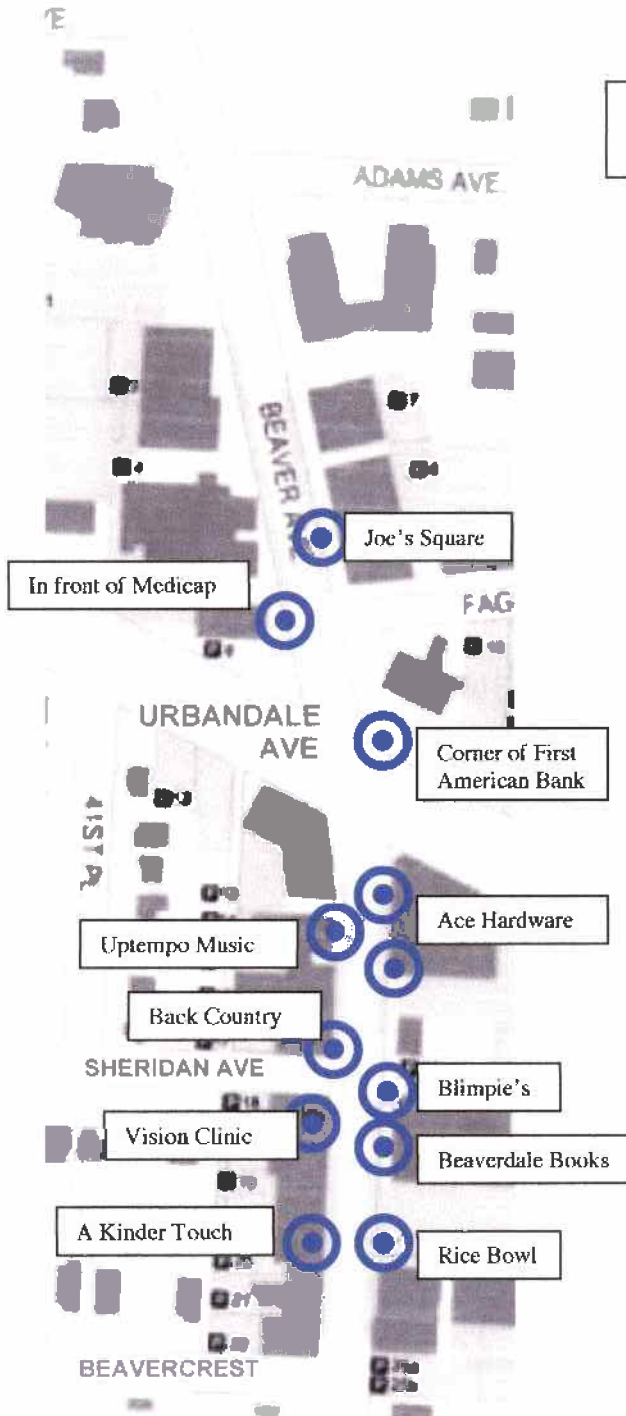 ADAMS AVE
BEAVER AVE
Joe's Square
In front of Medicap
FAG
URBANDALE
AVE
Corner of First
American Bank
41ST PL
Ace Hardware
Uptempo Music
Back Country
SHERIDAN AVE
Blimpie's
Vision Clinic
Beaverdale Books
A Kinder Touch
Rice Bowl
BEAVERCREST